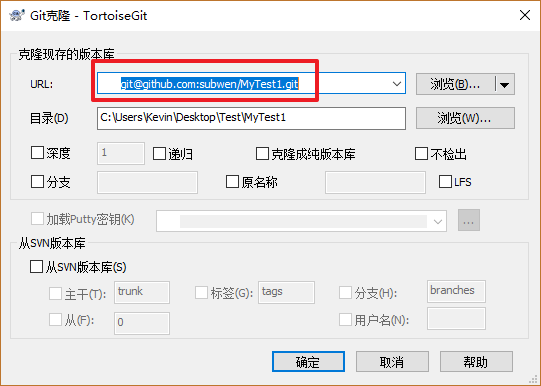 Git克隆 - TortoiseGit
克隆现存的版本库
URL: git@github.com:subwen/MyTest1.git 浏览(B)...
目录(D) C:\Users\Kevin\Desktop\Test\MyTest1 浏览(W)...
深度 1 递归 克隆成纯版本库 不检出
分支 原名称 LFS
加载Putty密钥(K) ...
从SVN版本库
从SVN版本库(S)
主干(T): trunk 标签(G): tags 分支(H): branches
从(F): 0 用户名(N):
确定 取消 帮助